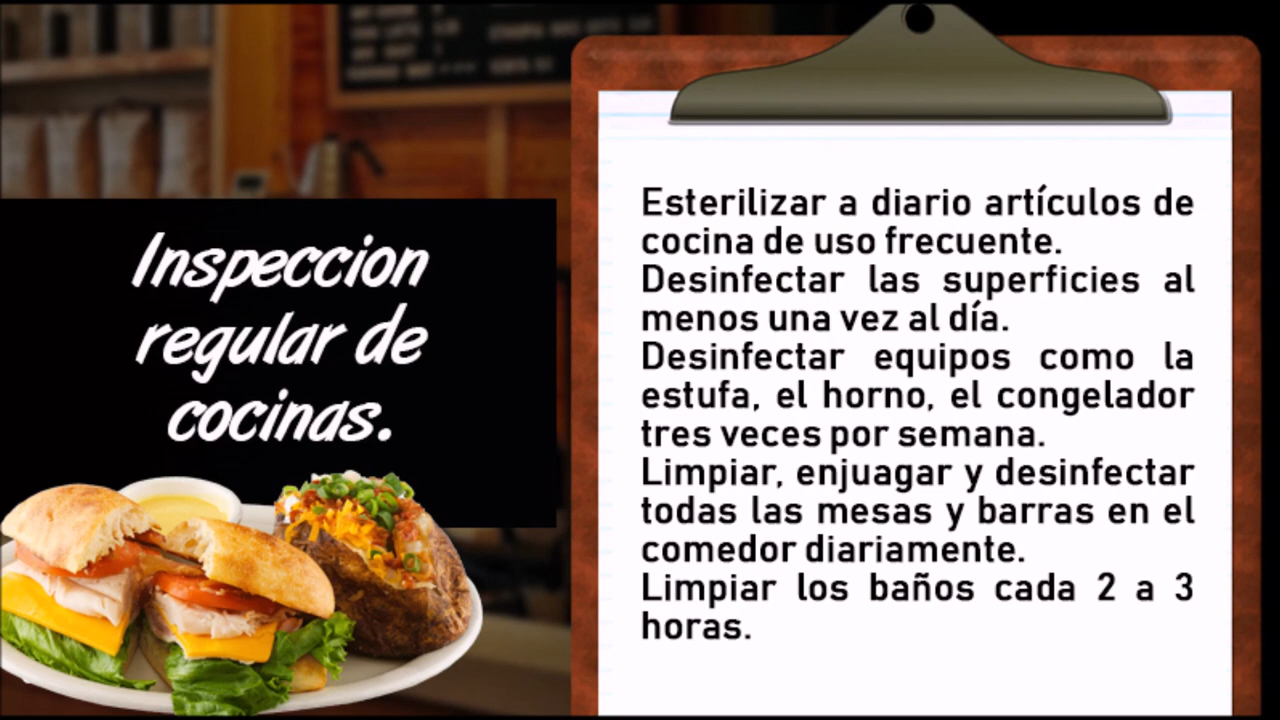 Inspeccion
regular de
cocinas.
Esterilizar a diario artículos de
cocina de uso frecuente.
Desinfectar las superficies al
menos una vez al día.
Desinfectar equipos como la
estufa, el horno, el congelador
tres veces por semana.
Limpiar, enjuagar y desinfectar
todas las mesas y barras en el
comedor diariamente.
Limpiar los baños cada 2 a 3
horas.